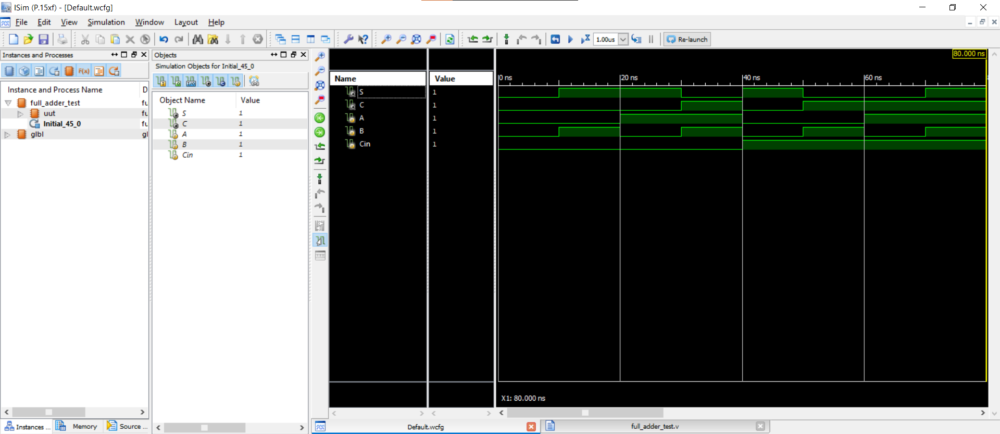 ISim (P.15xf) - [Default.wcfg]
File Edit View Simulation Window Layout Help
1.00us Re-launch
Instances and Processes
F(x)
Instance and Process Name D
full_adder_test fu
uut fu
Initial_45_0 fu
glbl gl
Instances ... Memory Source ...
Objects
Simulation Objects for Initial_45_0
Object Name Value
S 1
C 1
A 1
B 1
Cin 1
Name Value
S 1
C 1
A 1
B 1
Cin 1
80.000 ns
0 ns 20 ns 40 ns 60 ns
X1: 80.000 ns
Default.wcfg full_adder_test.v